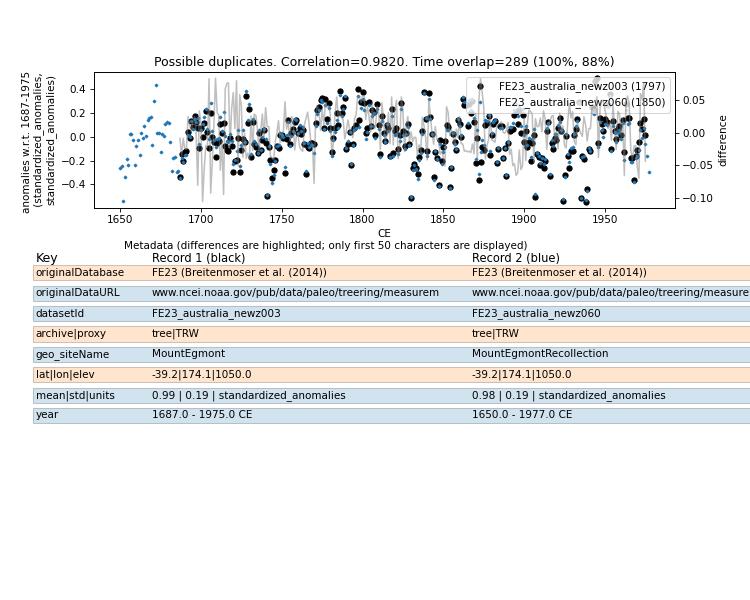 Possible duplicates. Correlation=0.9820. Time overlap=289 (100%, 88%)
anomalies w.r.t. 1687-1975
(standardized_anomalies,
standardized_anomalies)
0.4
0.2
0.0
−0.2
−0.4
FE23_australia_newz003 (1797)
FE23_australia_newz060 (1850)
0.05
0.00
−0.05
−0.10
difference
1650 1700 1750 1800 1850 1900 1950
CE
Metadata (differences are highlighted; only first 50 characters are displayed)
Key Record 1 (black) Record 2 (blue)
originalDatabase FE23 (Breitenmoser et al. (2014)) FE23 (Breitenmoser et al. (2014))
originalDataURL www.ncei.noaa.gov/pub/data/paleo/treering/measurem www.ncei.noaa.gov/pub/data/paleo/treering/measure
datasetId FE23_australia_newz003 FE23_australia_newz060
archive|proxy tree|TRW tree|TRW
geo_siteName MountEgmont MountEgmontRecollection
lat|lon|elev -39.2|174.1|1050.0 -39.2|174.1|1050.0
mean|std|units 0.99 | 0.19 | standardized_anomalies 0.98 | 0.19 | standardized_anomalies
year 1687.0 - 1975.0 CE 1650.0 - 1977.0 CE